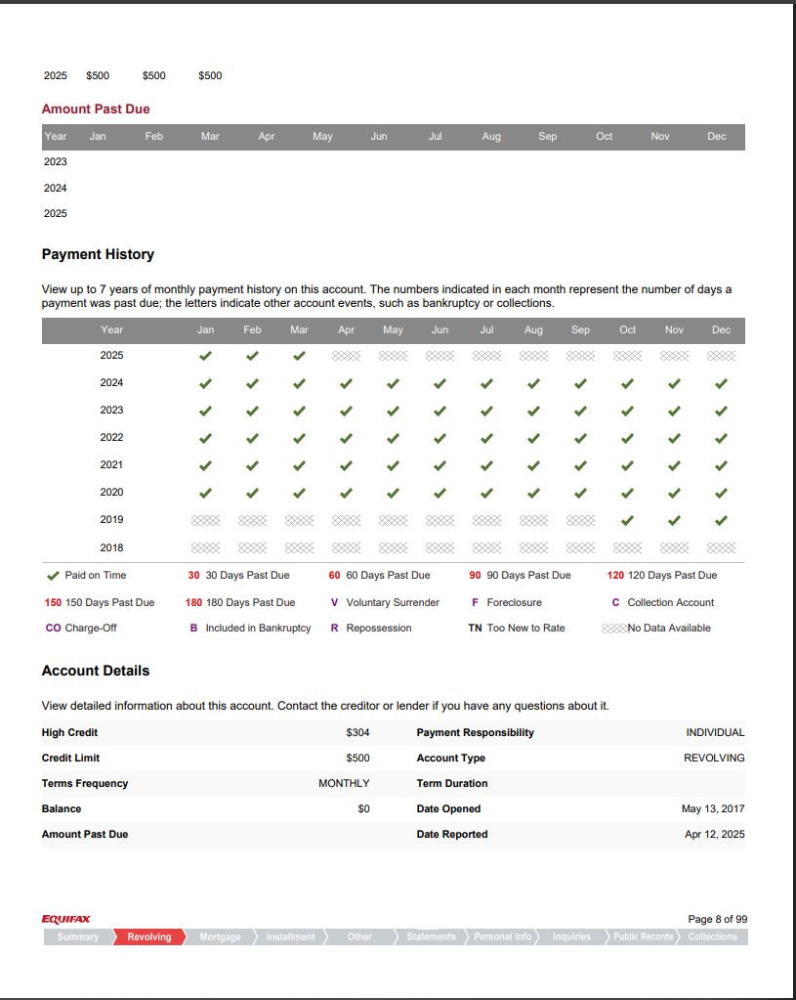 2025 $500 $500 $500
Amount Past Due
Year Jan Feb Mar Apr May Jun Jul Aug Sep Oct Nov Dec
2023
2024
2025
Payment History
View up to 7 years of monthly payment history on this account. The numbers indicated in each month represent the number of days a
payment was past due; the letters indicate other account events, such as bankruptcy or collections.
Year Jan Feb Mar Apr May Jun Jul Aug Sep Oct Nov Dec
2025
2024
2023
2022
2021
2020
2019
2018
Paid on Time 30 30 Days Past Due 60 60 Days Past Due 90 90 Days Past Due 120 120 Days Past Due
150 150 Days Past Due 180 180 Days Past Due V Voluntary Surrender F Foreclosure C Collection Account
CO Charge-Off B Included in Bankruptcy R Repossession TN Too New to Rate No Data Available
Account Details
View detailed information about this account. Contact the creditor or lender if you have any questions about it.
High Credit $304 Payment Responsibility INDIVIDUAL
Credit Limit $500 Account Type REVOLVING
Terms Frequency MONTHLY Term Duration
Balance $0 Date Opened May 13, 2017
Amount Past Due Date Reported Apr 12, 2025
EQUIFAX Page 8 of 99
Summary Revolving Mortgage Installment Other Statements Personal Info Inquiries Public Records Collections